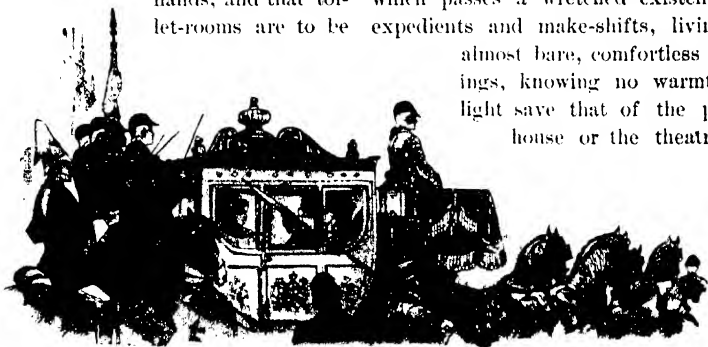 hands, and that toi-
let-rooms are to be
which passes a wretched existen
expedients and make-shifts, livin
almost bare, comfortless
ings, knowing no warmt
light save that of the p
house or the theatr